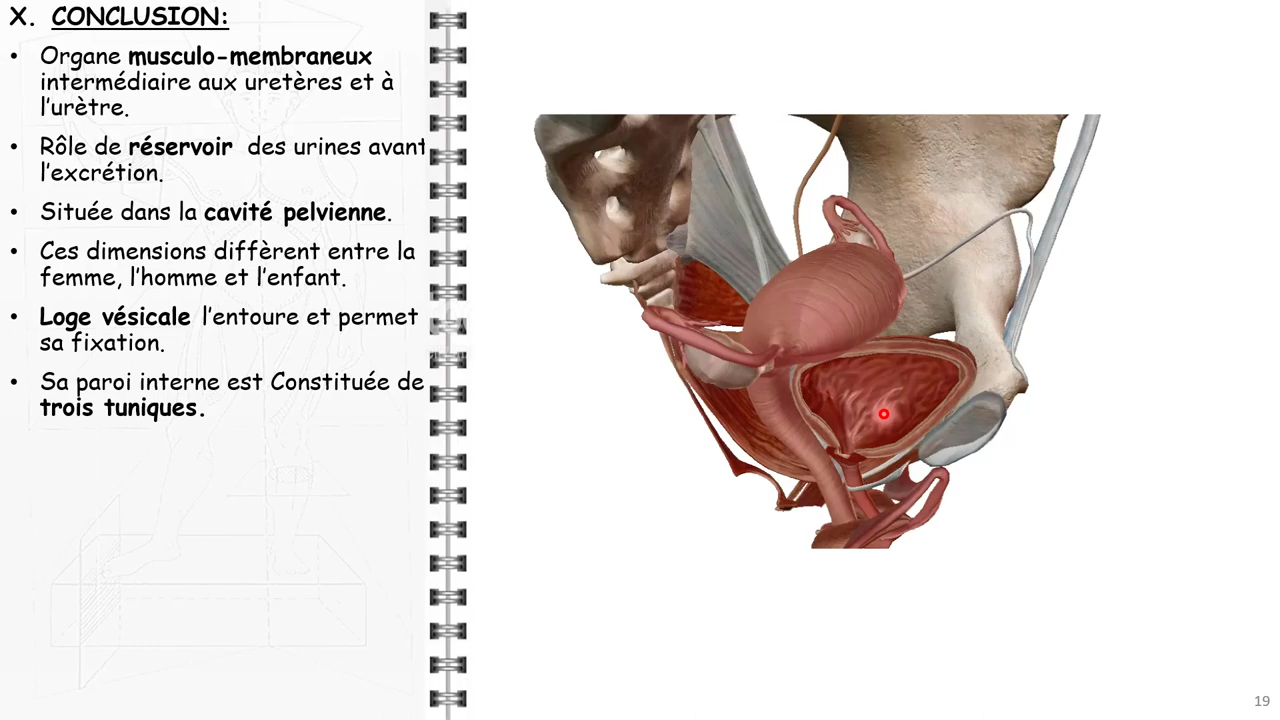 X. CONCLUSION:
• Organe musculo-membraneux
intermédiaire aux uretères et à
l'urètre.
• Rôle de réservoir des urines avant
l'excrétion.
• Située dans la cavité pelvienne.
• Ces dimensions diffèrent entre la
femme, l'homme et l'enfant.
• Loge vésicale l'entoure et permet
sa fixation.
• Sa paroi interne est Constituée de
trois tuniques.
19